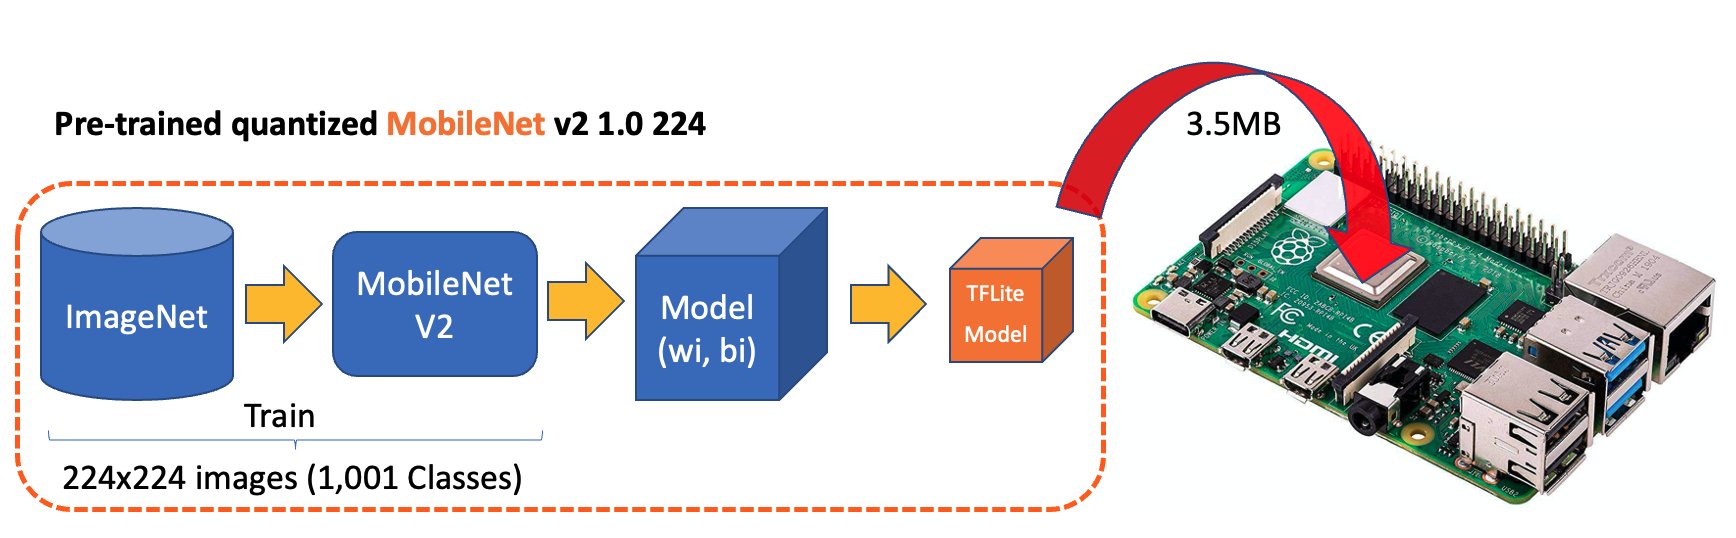 Pre-trained quantized MobileNet v2 1.0 224
3.5MB
ImageNet
MobileNet
V2
Model
(wi, bi)
TFLite
Model
Train
224x224 images (1,001 Classes)
HDMI